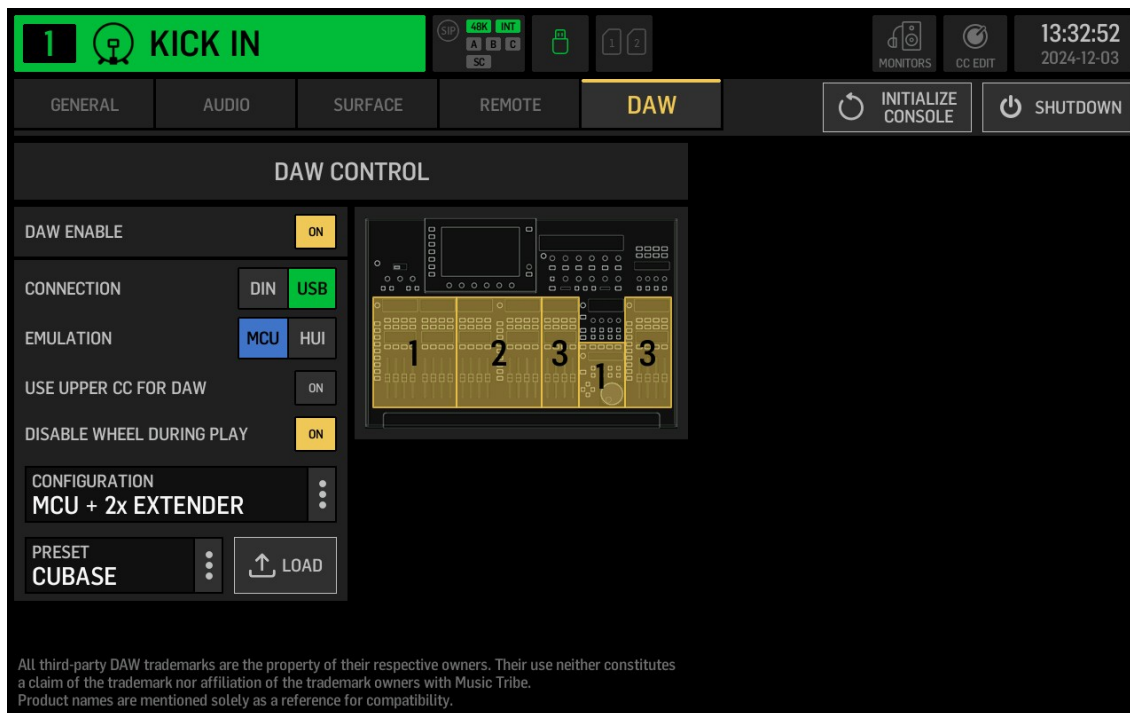 1 KICK IN
SIP
48K INT
A B C
SC
1 2
MONITORS
CC EDIT
13:32:52
2024-12-03
GENERAL
AUDIO
SURFACE
REMOTE
DAW
INITIALIZE
CONSOLE
SHUTDOWN
DAW CONTROL
DAW ENABLE ON
CONNECTION DIN USB
EMULATION MCU HUI
USE UPPER CC FOR DAW ON
DISABLE WHEEL DURING PLAY ON
CONFIGURATION
MCU + 2x EXTENDER
PRESET
CUBASE
LOAD
1 2 3 1 3
All third-party DAW trademarks are the property of their respective owners. Their use neither constitutes
a claim of the trademark nor affiliation of the trademark owners with Music Tribe.
Product names are mentioned solely as a reference for compatibility.